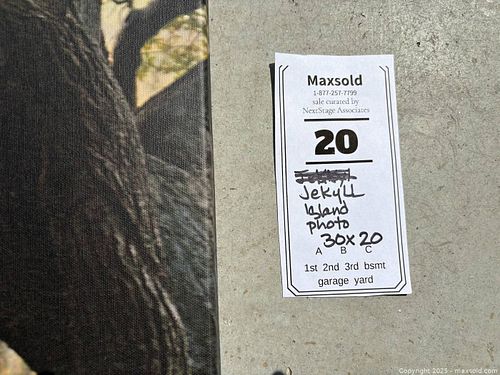 Maxsold
1-877-257-7799
sale curated by
NextStage Associates
20
Jekyll
Island
photo
30x20
A B C
1st 2nd 3rd bsmt
garage yard
Copyright 2025 - maxsold.com